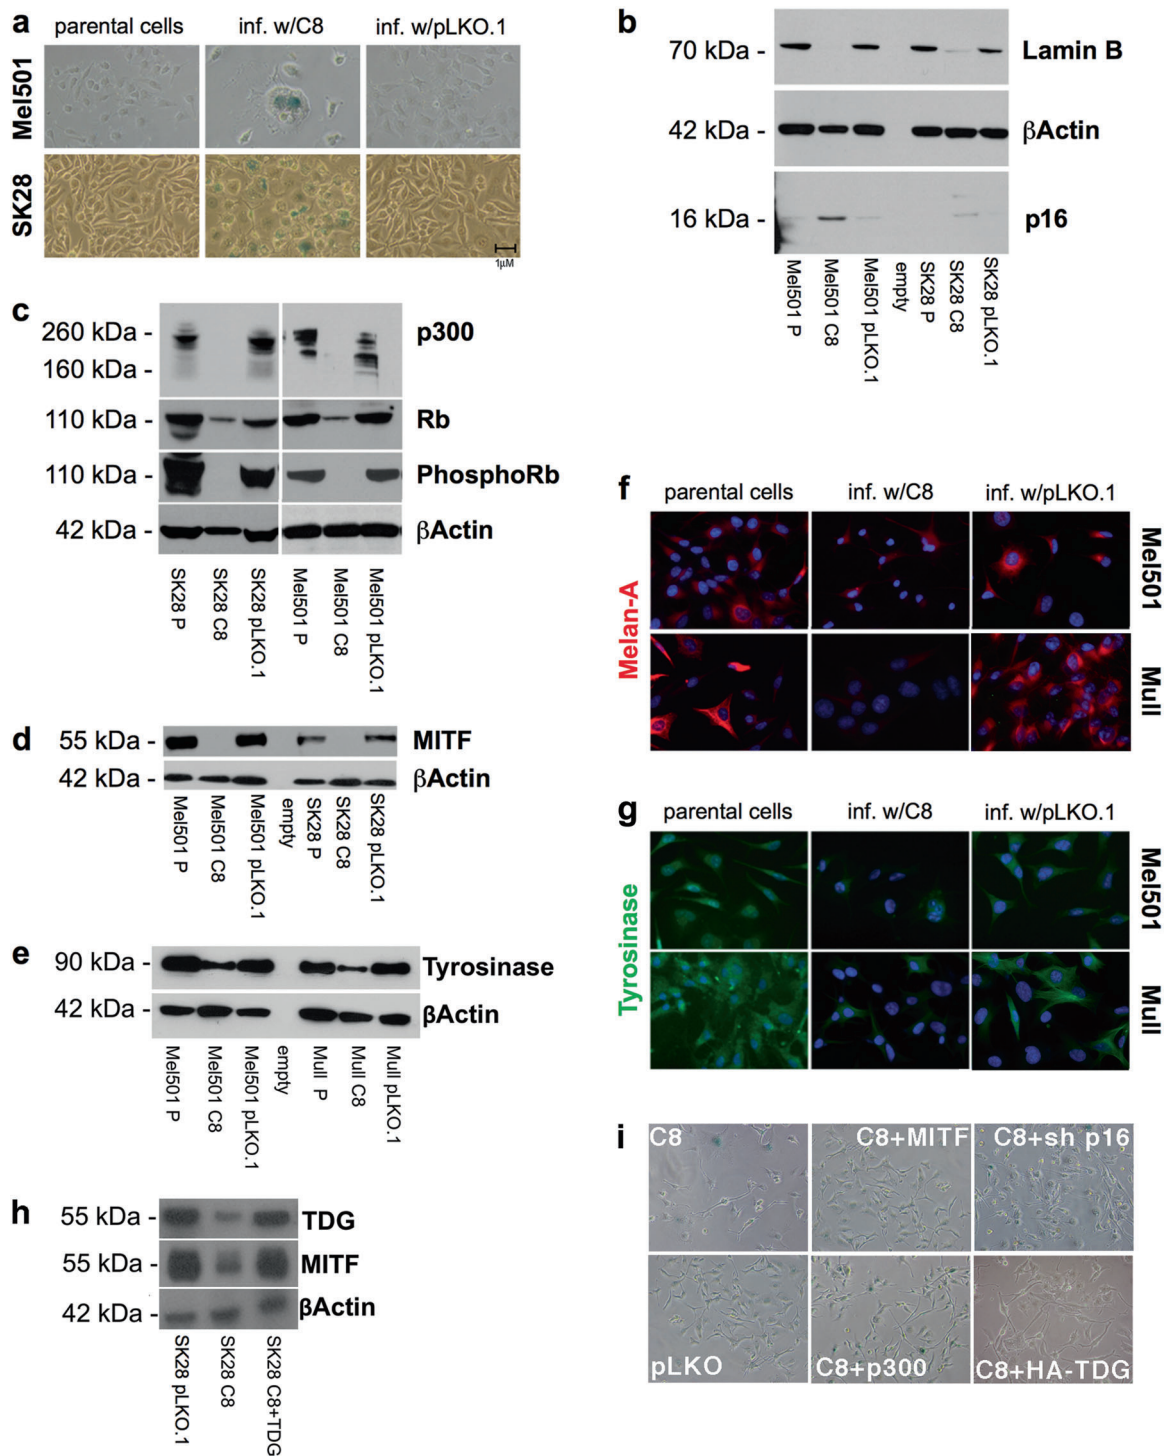 a
parental cells inf. w/C8 inf. w/pLKO.1
Mel501
SK28
1µM
b
70 kDa - Lamin B
42 kDa - βActin
16 kDa - p16
Mel501 P
Mel501 C8
Mel501 pLKO.1
empty
SK28 P
SK28 C8
SK28 pLKO.1
c
260 kDa - p300
160 kDa -
110 kDa - Rb
110 kDa - PhosphoRb
42 kDa - βActin
SK28 P
SK28 C8
SK28 pLKO.1
Mel501 P
Mel501 C8
Mel501 pLKO.1
d
55 kDa - MITF
42 kDa - βActin
Mel501 P
Mel501 C8
Mel501 pLKO.1
empty
SK28 P
SK28 C8
SK28 pLKO.1
e
90 kDa - Tyrosinase
42 kDa - βActin
Mel501 P
Mel501 C8
Mel501 pLKO.1
empty
Mull P
Mull C8
Mull pLKO.1
f
parental cells inf. w/C8 inf. w/pLKO.1
Melan-A
Mel501
Mull
g
parental cells inf. w/C8 inf. w/pLKO.1
Tyrosinase
Mel501
Mull
h
55 kDa - TDG
55 kDa - MITF
42 kDa - βActin
SK28 pLKO.1
SK28 C8
SK28 C8+TDG
i
C8 C8+MITF C8+sh p16
pLKO C8+p300 C8+HA-TDG